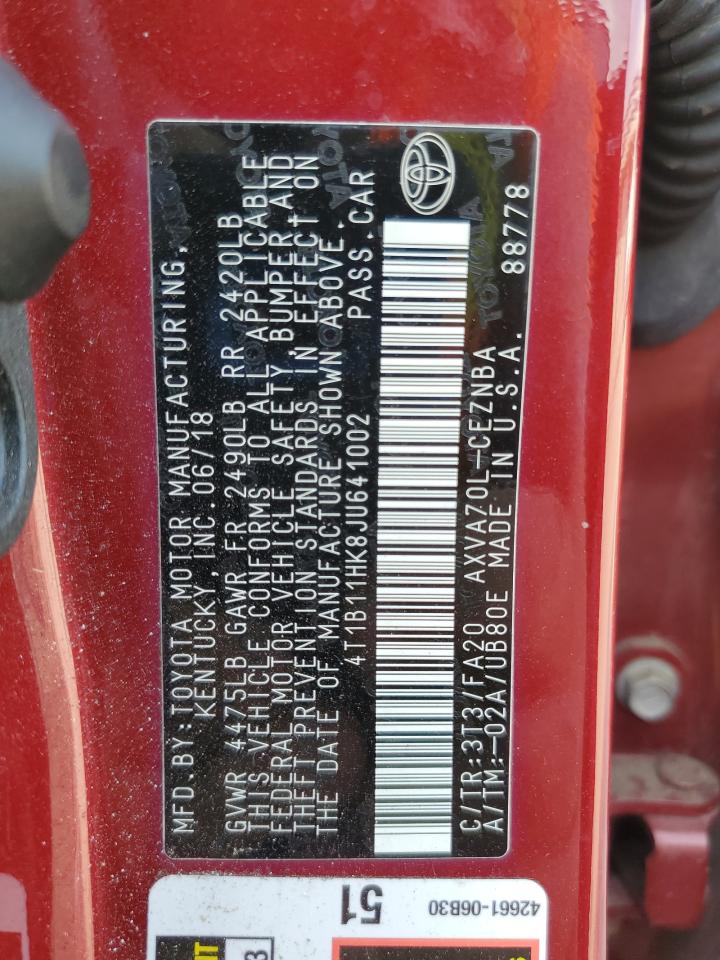 MFD.BY:TOYOTA MOTOR MANUFACTURING,
KENTUCKY, INC. 06/18
GVWR 4475LB GAWR FR 2490LB RR 2420LB
THIS VEHICLE CONFORMS TO ALL APPLICABLE
FEDERAL MOTOR VEHICLE SAFETY, BUMPER AND
THEFT PREVENTION STANDARDS IN EFFECT ON
THE DATE OF MANUFACTURE SHOWN ABOVE.
4T1B11HK8JU641002 PASS.CAR
C/TR:3T3/FA20 AXVA70L-CEZNBA
A/TM:-02A/UB80E MADE IN U.S.A. 88778
51
42661-06B30